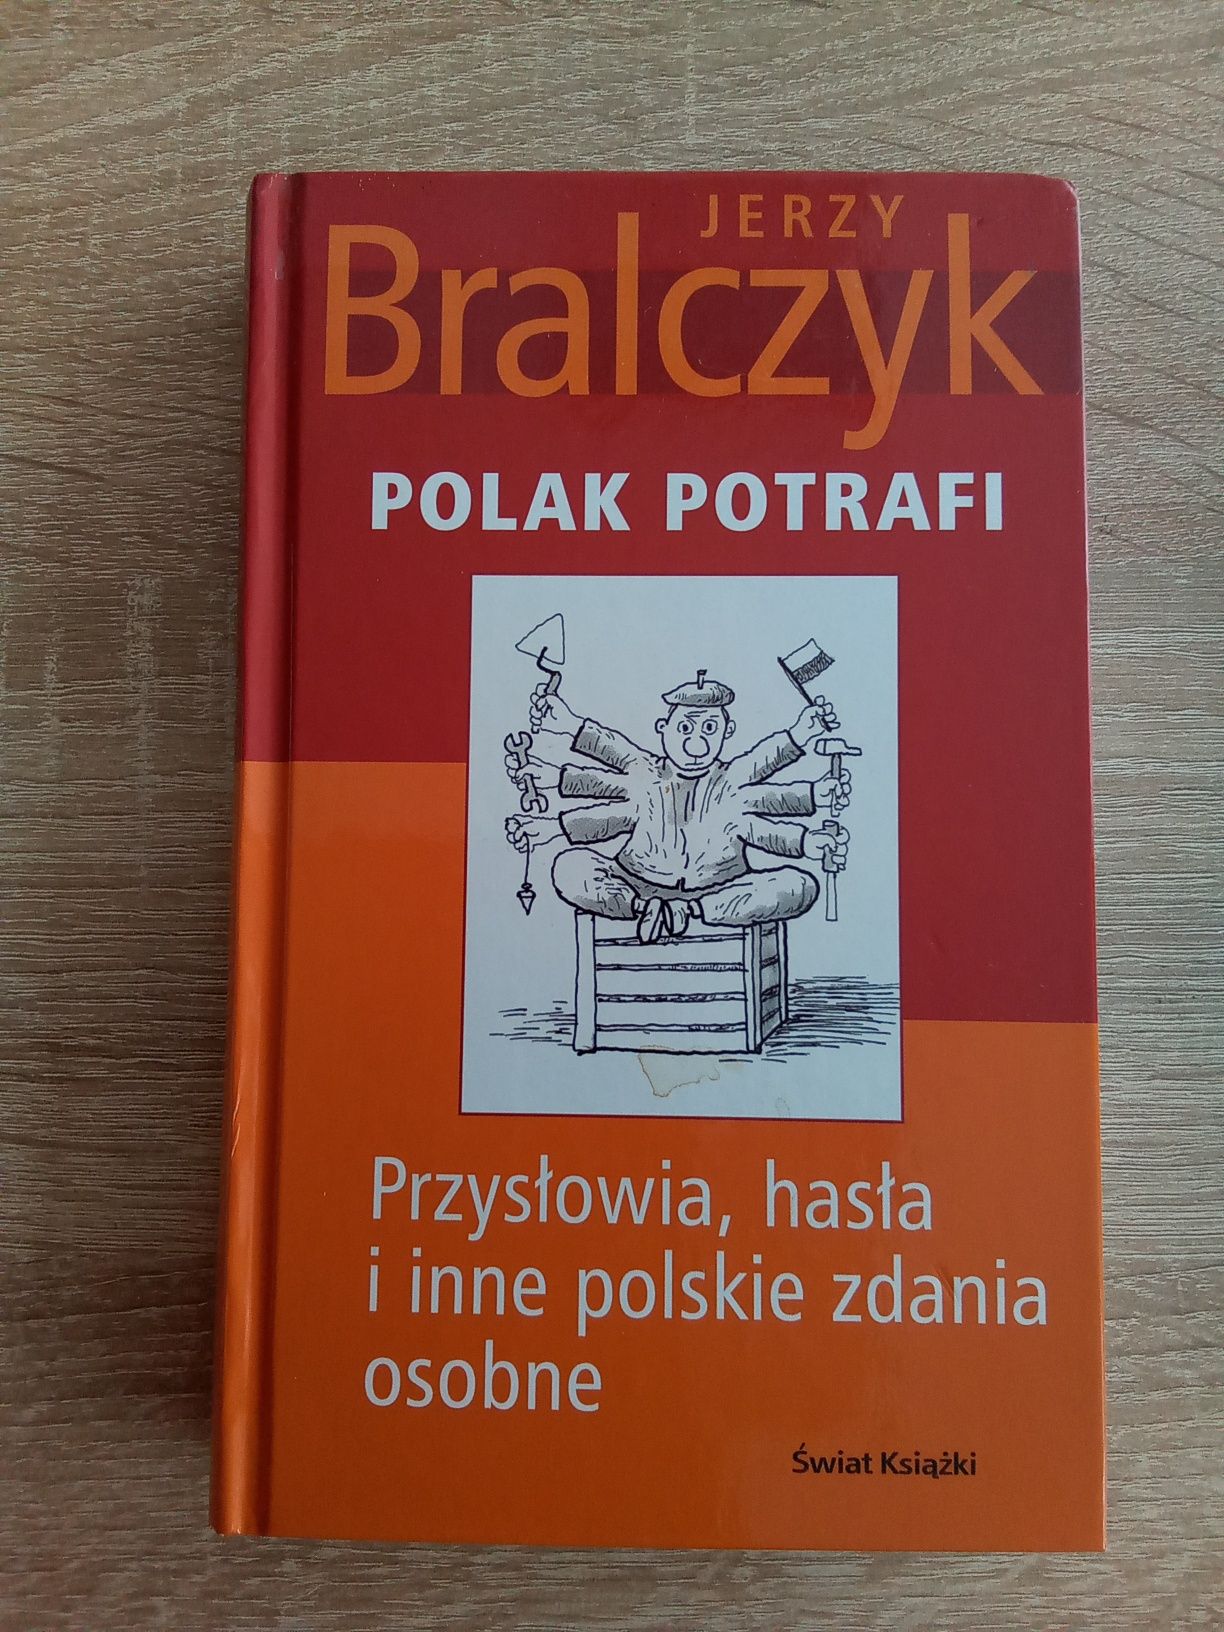 JERZY
Bralczyk
POLAK POTRAFI
Przysłowia, hasła
i inne polskie zdania
osobne
Świat Książki